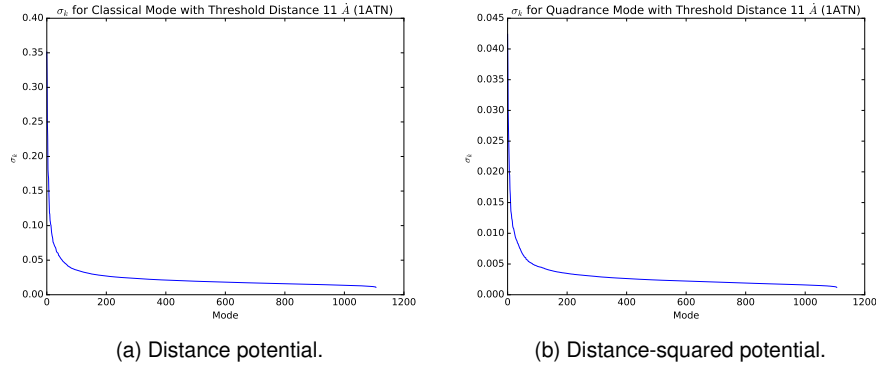 σₖ for Classical Mode with Threshold Distance 11 Ȧ (1ATN)
0.40
0.35
0.30
0.25
0.20
0.15
0.10
0.05
0.00
σₖ
0 200 400 600 800 1000 1200
Mode
(a) Distance potential.
σₖ for Quadrance Mode with Threshold Distance 11 Ȧ (1ATN)
0.045
0.040
0.035
0.030
0.025
0.020
0.015
0.010
0.005
0.000
σₖ
0 200 400 600 800 1000 1200
Mode
(b) Distance-squared potential.